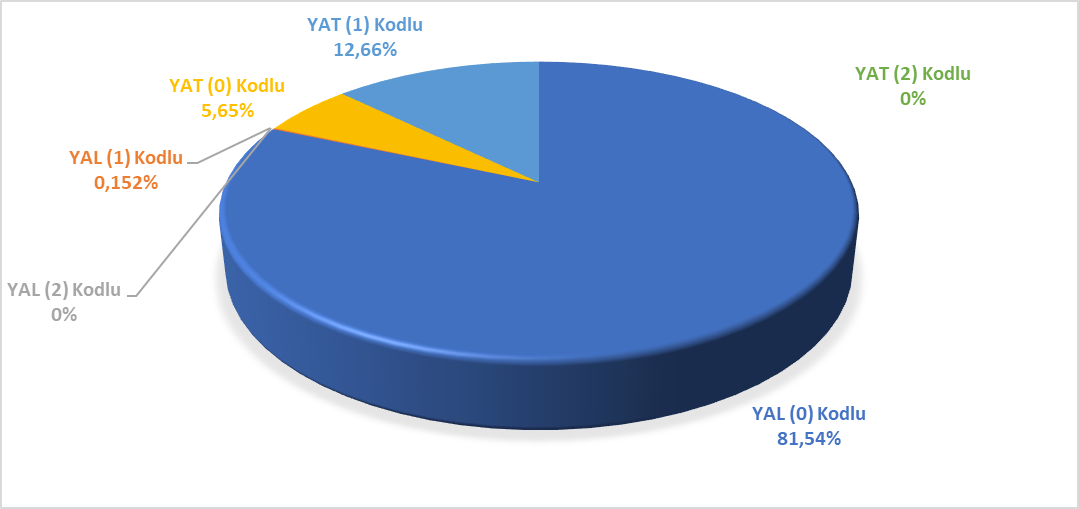 YAT (1) Kodlu
12,66%
YAT (2) Kodlu
0%
YAT (0) Kodlu
5,65%
YAL (1) Kodlu
0,152%
YAL (2) Kodlu
0%
YAL (0) Kodlu
81,54%